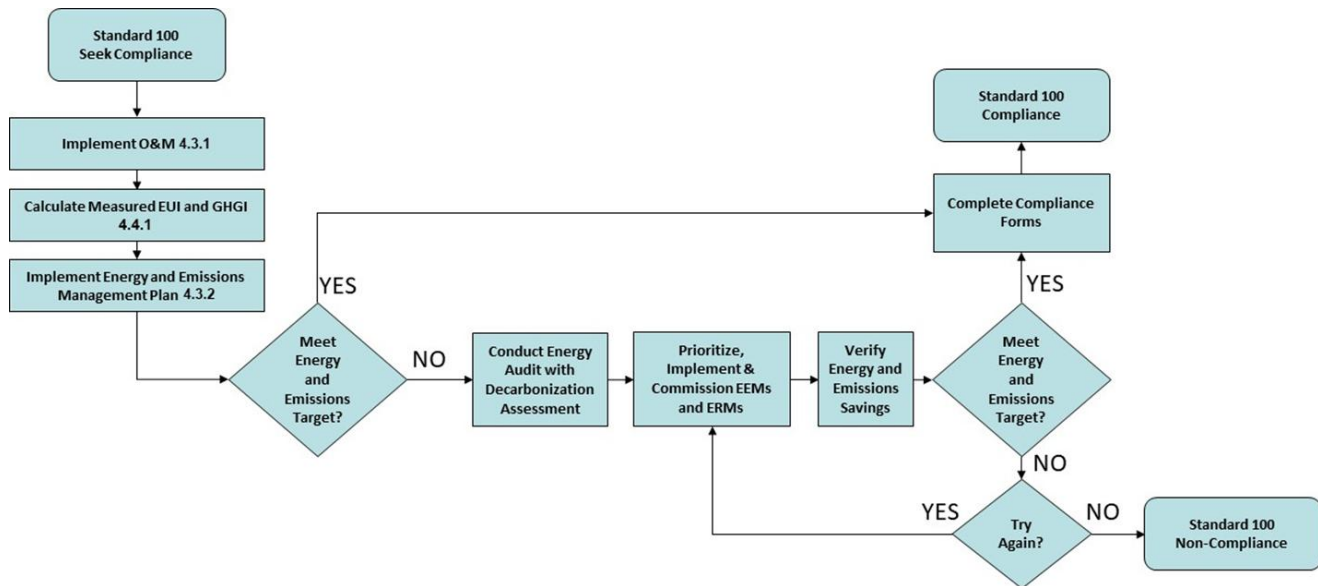 Standard 100
Seek Compliance
Implement O&M 4.3.1
Calculate Measured EUI and GHGI
4.4.1
Implement Energy and Emissions
Management Plan 4.3.2
Meet
Energy
and
Emissions
Target?
YES
NO
Conduct Energy
Audit with
Decarbonization
Assessment
Prioritize,
Implement &
Commission EEMs
and ERMs
Verify
Energy and
Emissions
Savings
Meet
Energy
and
Emissions
Target?
YES
Complete Compliance
Forms
Standard 100
Compliance
NO
Try
Again?
YES
NO
Standard 100
Non-Compliance